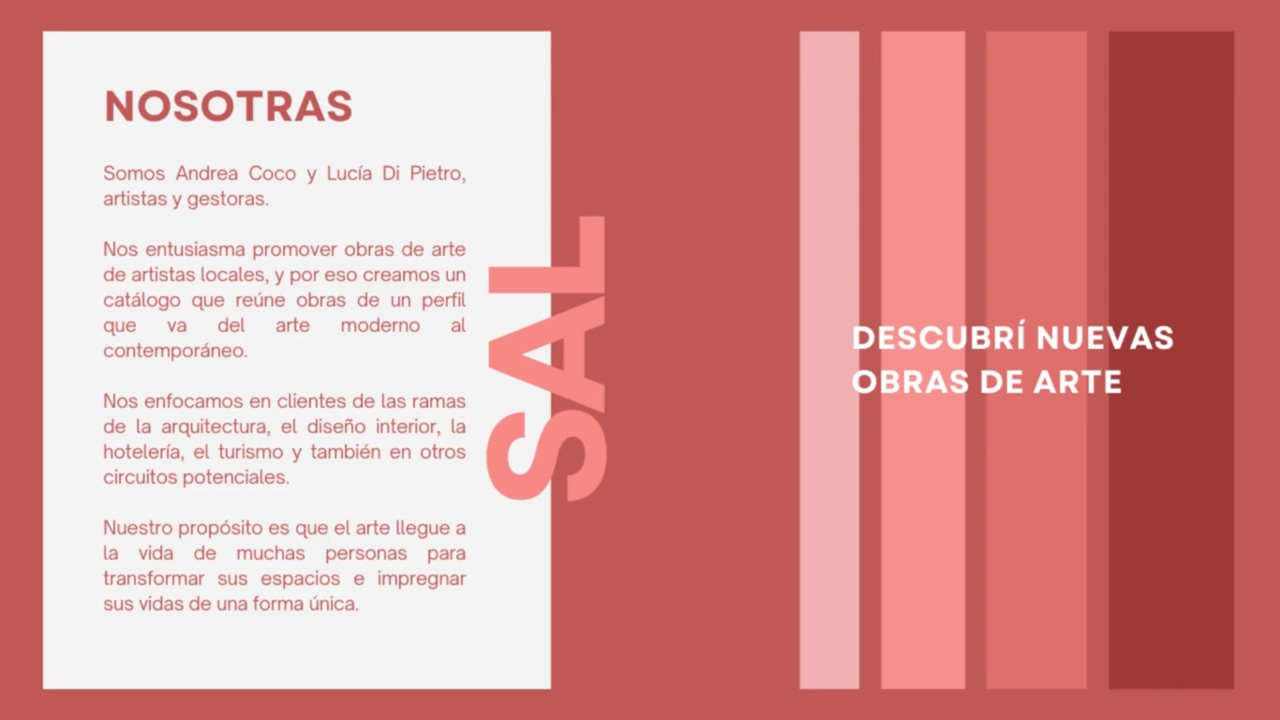 NOSOTRAS
Somos Andrea Coco y Lucía Di Pietro,
artistas y gestoras.
Nos entusiasma promover obras de arte
de artistas locales, y por eso creamos un
catálogo que reúne obras de un perfil
que va del arte moderno al
contemporáneo.
Nos enfocamos en clientes de las ramas
de la arquitectura, el diseño interior, la
hotelería, el turismo y también en otros
circuitos potenciales.
Nuestro propósito es que el arte llegue a
la vida de muchas personas para
transformar sus espacios e impregnar
sus vidas de una forma única.
SAL
DESCUBRÍ NUEVAS
OBRAS DE ARTE